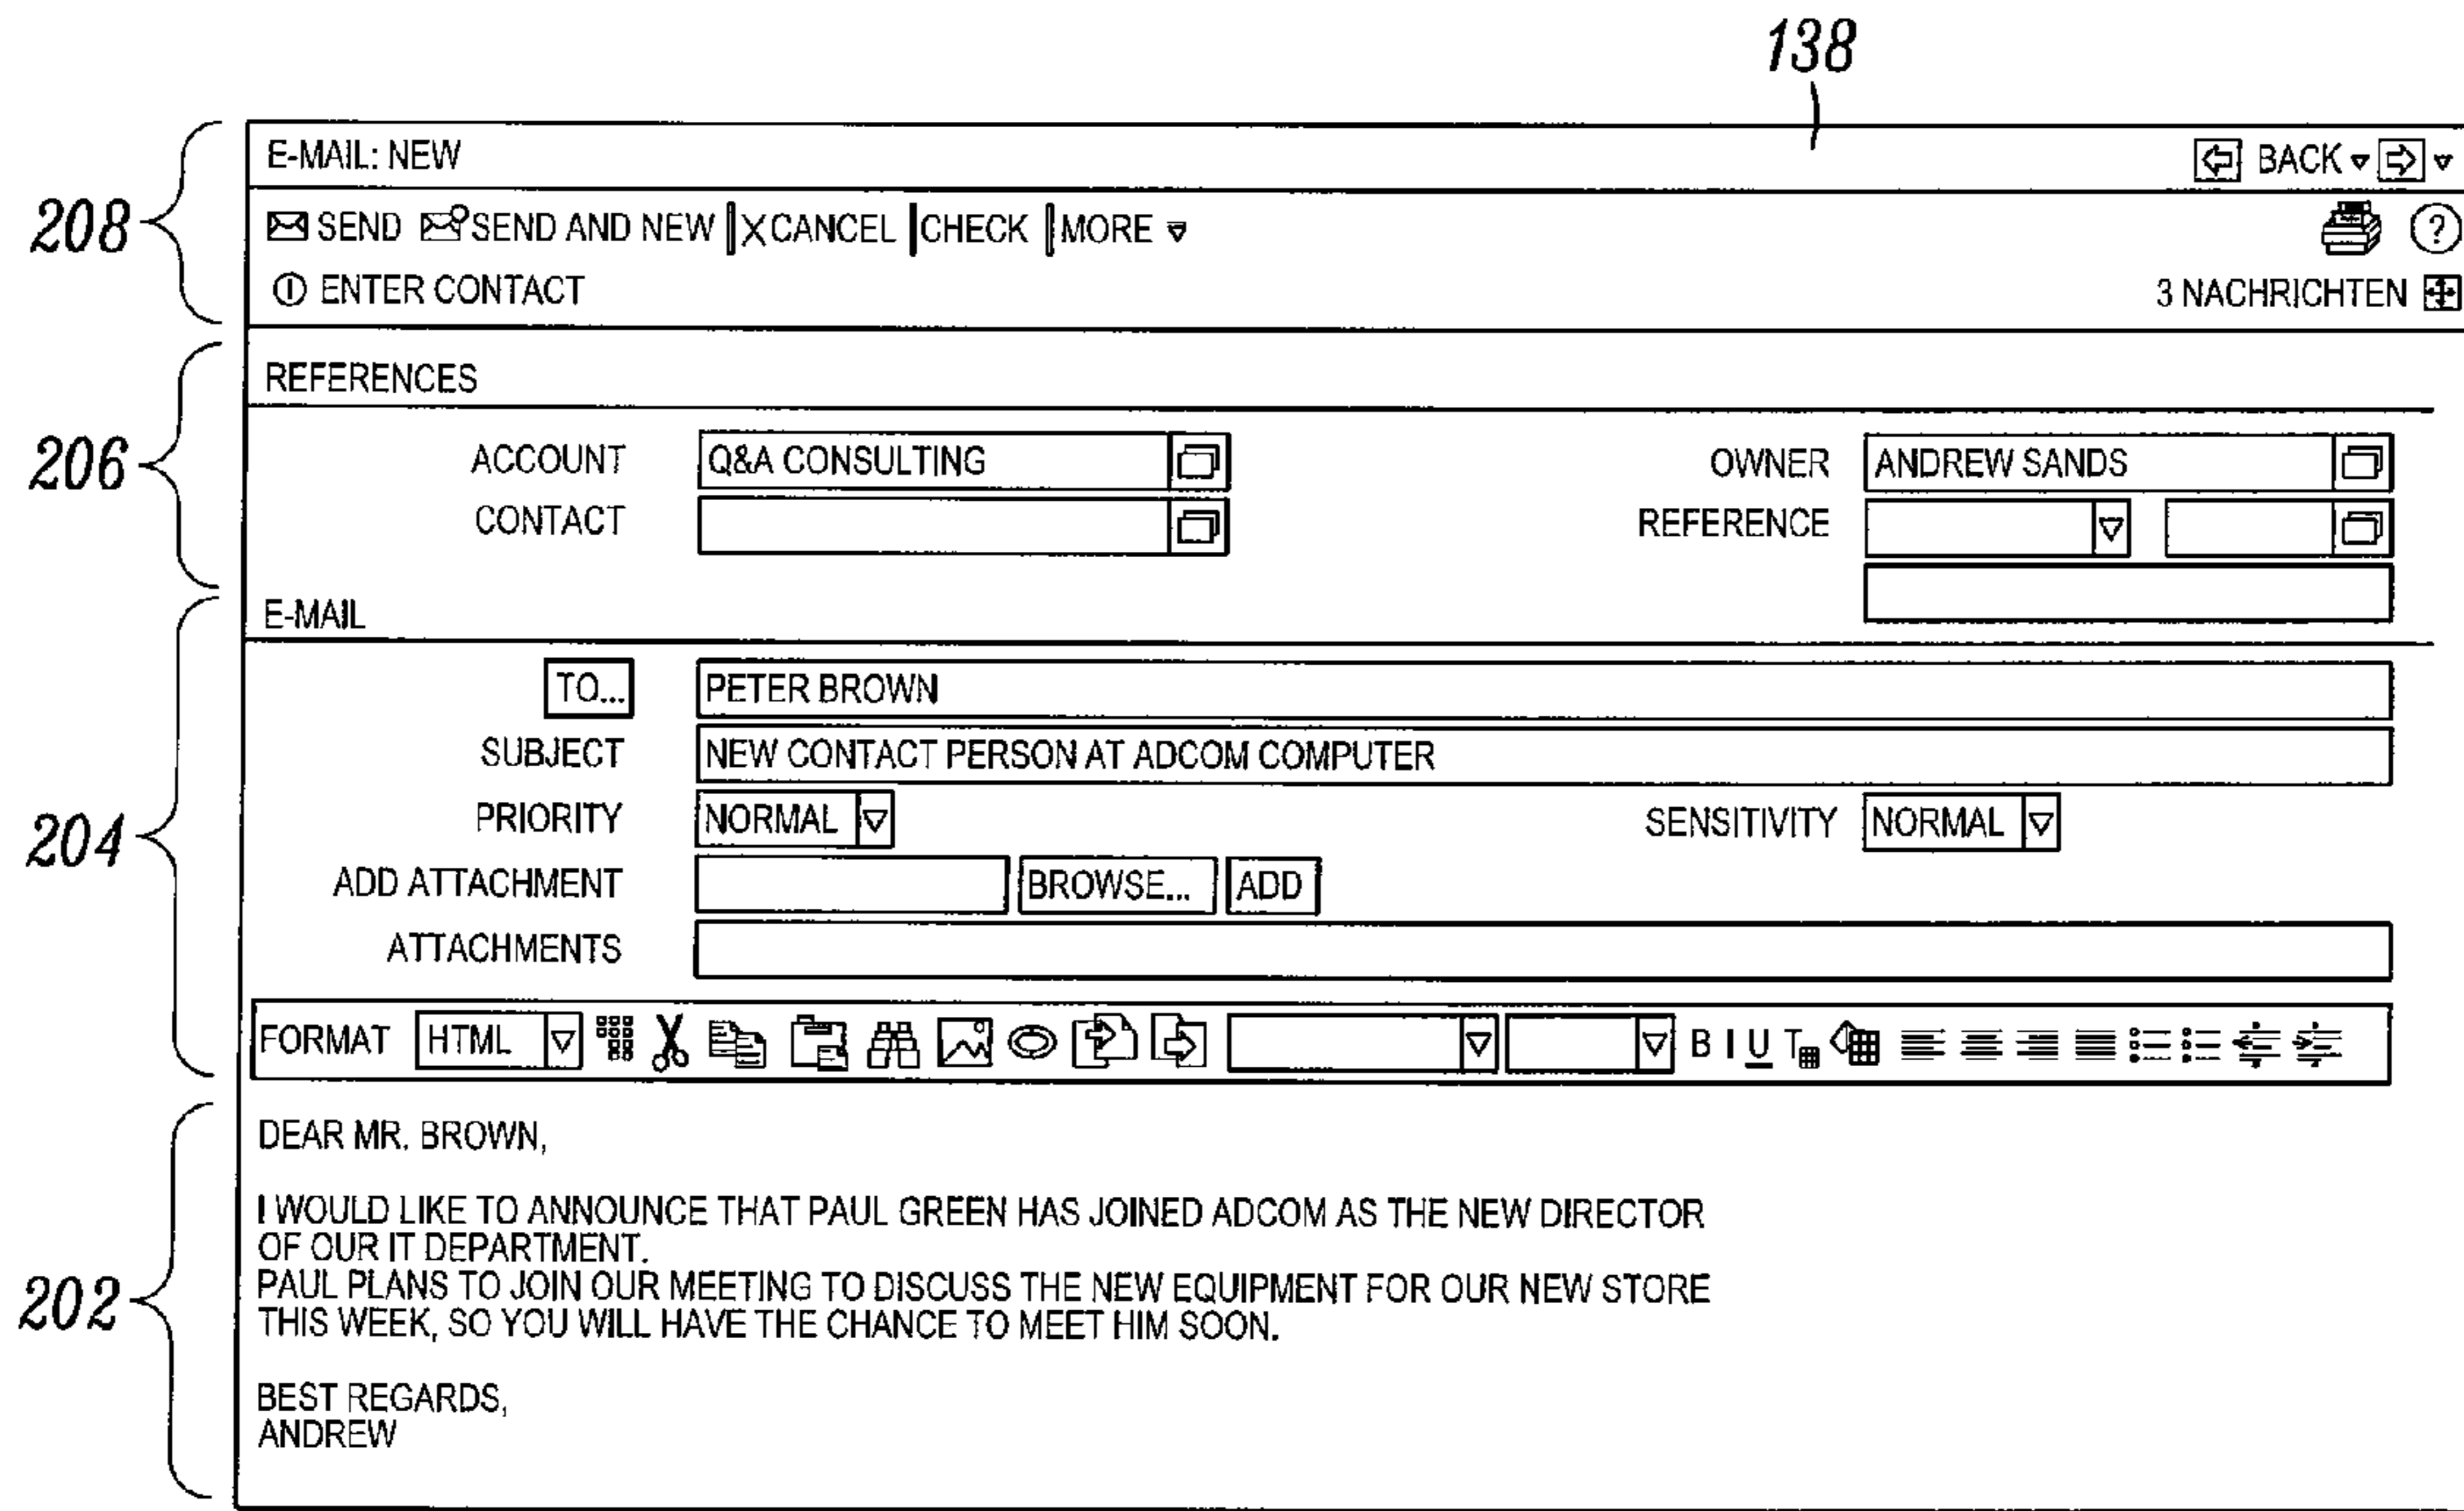 138
E-MAIL: NEW BACK
208
SEND SEND AND NEW X CANCEL CHECK MORE ?
ENTER CONTACT 3 NACHRICHTEN
REFERENCES
206
ACCOUNT Q&A CONSULTING OWNER ANDREW SANDS
CONTACT REFERENCE
E-MAIL
TO... PETER BROWN
SUBJECT NEW CONTACT PERSON AT ADCOM COMPUTER
204
PRIORITY NORMAL SENSITIVITY NORMAL
ADD ATTACHMENT BROWSE... ADD
ATTACHMENTS
FORMAT HTML B I U T
202
DEAR MR. BROWN,
I WOULD LIKE TO ANNOUNCE THAT PAUL GREEN HAS JOINED ADCOM AS THE NEW DIRECTOR
OF OUR IT DEPARTMENT.
PAUL PLANS TO JOIN OUR MEETING TO DISCUSS THE NEW EQUIPMENT FOR OUR NEW STORE
THIS WEEK, SO YOU WILL HAVE THE CHANCE TO MEET HIM SOON.
BEST REGARDS,
ANDREW